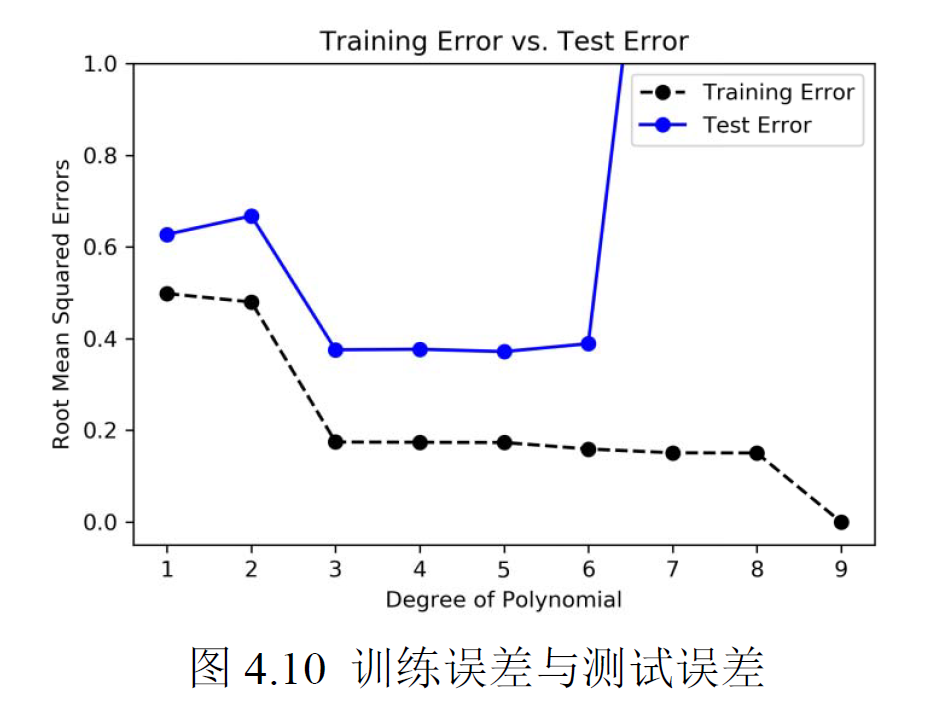 Training Error vs. Test Error
1.0
0.8
0.6
0.4
0.2
0.0
Root Mean Squared Errors
Training Error
Test Error
1 2 3 4 5 6 7 8 9
Degree of Polynomial
图 4.10 训练误差与测试误差